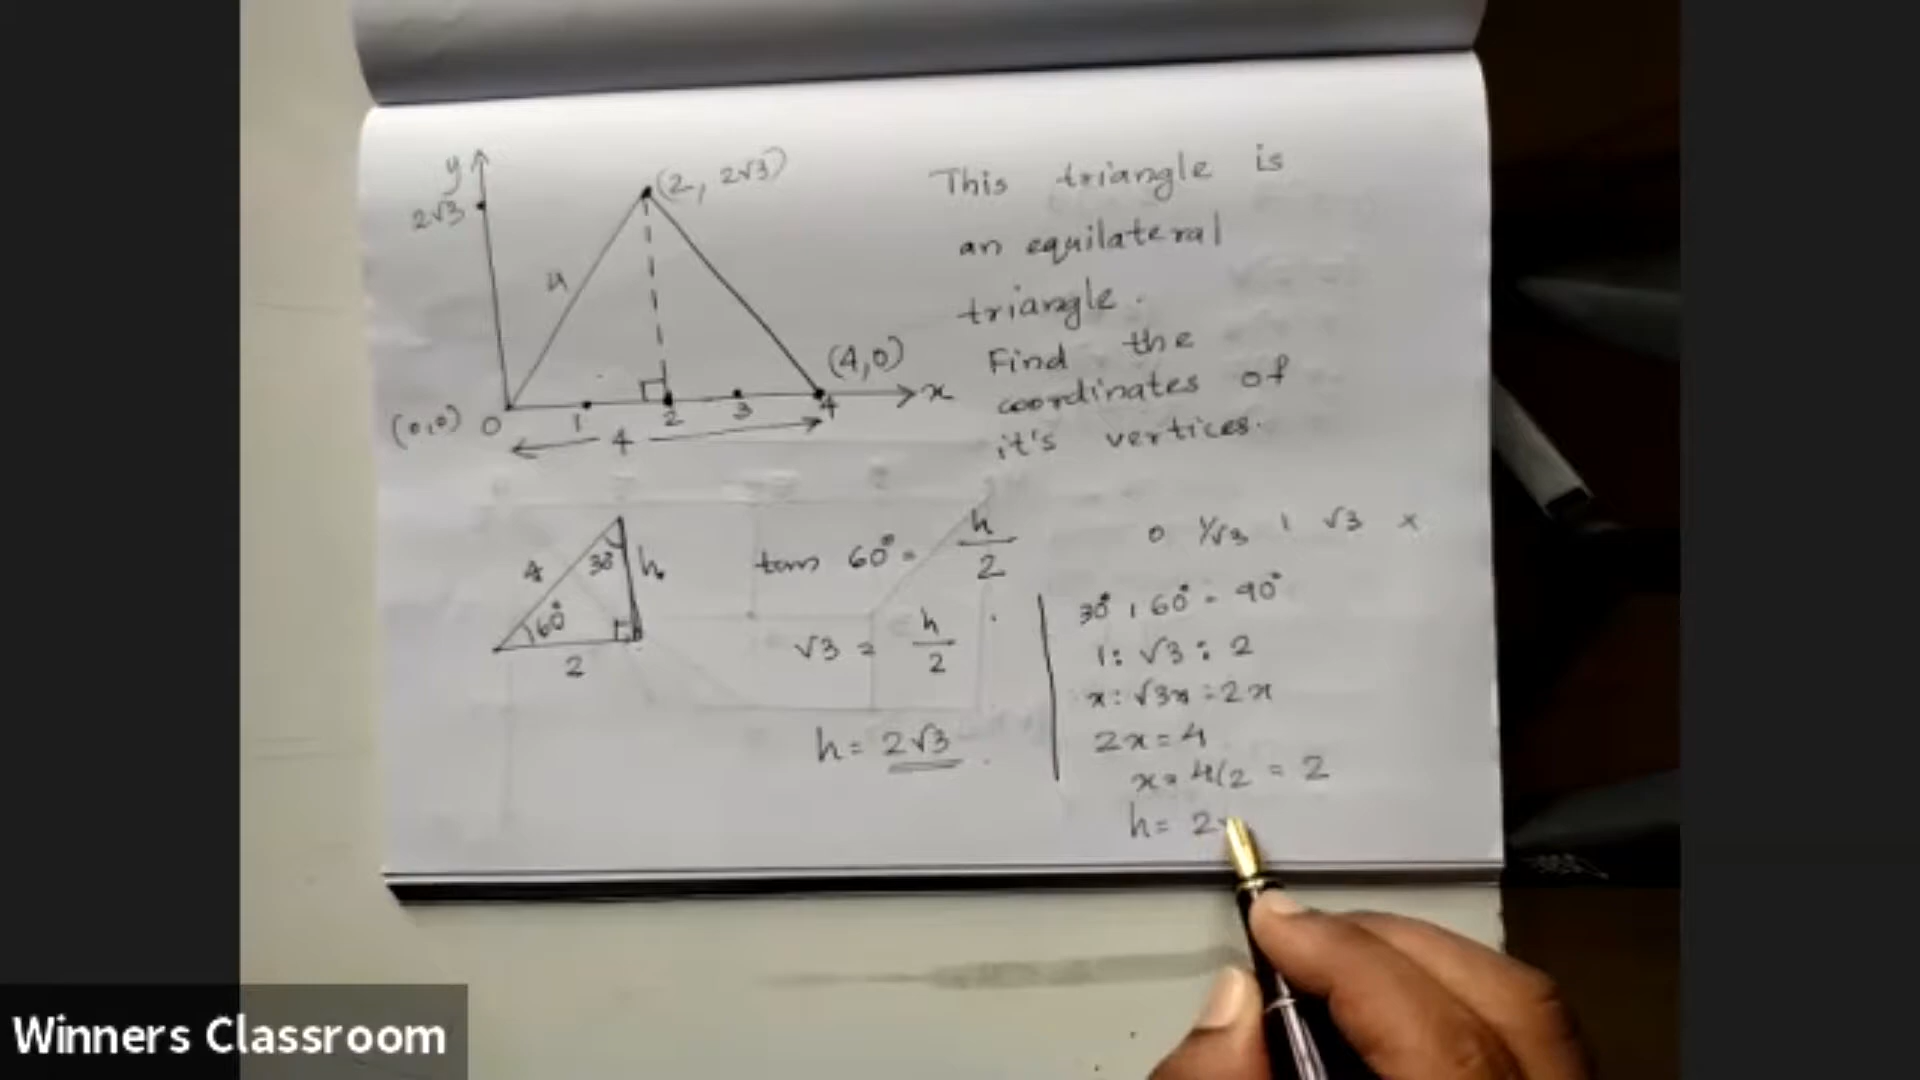 y
2√3
(2, 2√3)
4
(4,0)
x
(0,0) 0 1 2 3 4
4
This triangle is
an equilateral
triangle.
Find the
coordinates of
it's vertices.
4 30° h
60°
2
tan 60° = h/2
√3 = h/2
h = 2√3
0 1/√3 1 √3 x
30° : 60° : 90°
1 : √3 : 2
x : √3x : 2x
2x = 4
x = 4/2 = 2
h = 2
Winners Classroom